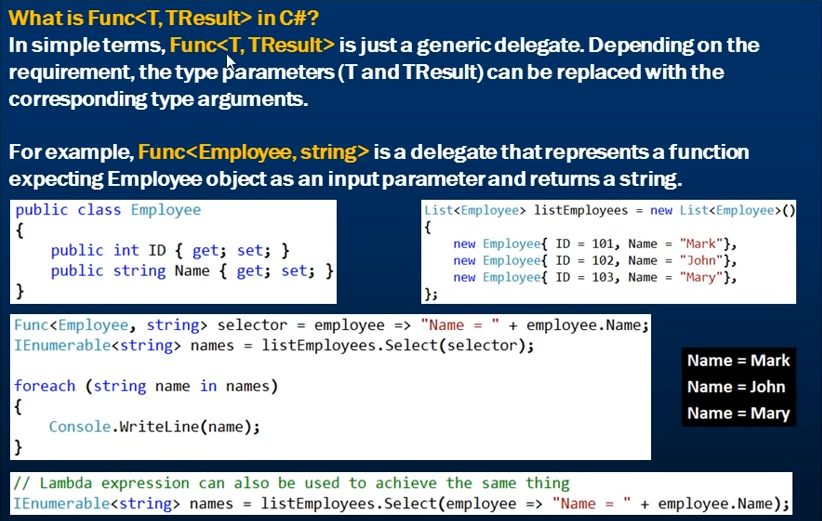 What is Func<T, TResult> in C#?
In simple terms, Func<T, TResult> is just a generic delegate. Depending on the
requirement, the type parameters (T and TResult) can be replaced with the
corresponding type arguments.
For example, Func<Employee, string> is a delegate that represents a function
expecting Employee object as an input parameter and returns a string.
public class Employee
{
    public int ID { get; set; }
    public string Name { get; set; }
}
List<Employee> listEmployees = new List<Employee>()
{
    new Employee{ ID = 101, Name = "Mark"},
    new Employee{ ID = 102, Name = "John"},
    new Employee{ ID = 103, Name = "Mary"},
};
Func<Employee, string> selector = employee => "Name = " + employee.Name;
IEnumerable<string> names = listEmployees.Select(selector);
foreach (string name in names)
{
    Console.WriteLine(name);
}
Name = Mark
Name = John
Name = Mary
// Lambda expression can also be used to achieve the same thing
IEnumerable<string> names = listEmployees.Select(employee => "Name = " + employee.Name);